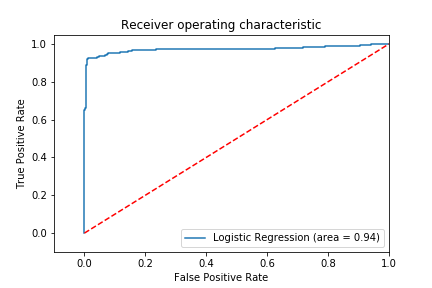 Receiver operating characteristic
1.0
0.8
0.6
0.4
0.2
0.0
True Positive Rate
Logistic Regression (area = 0.94)
0.0 0.2 0.4 0.6 0.8 1.0
False Positive Rate